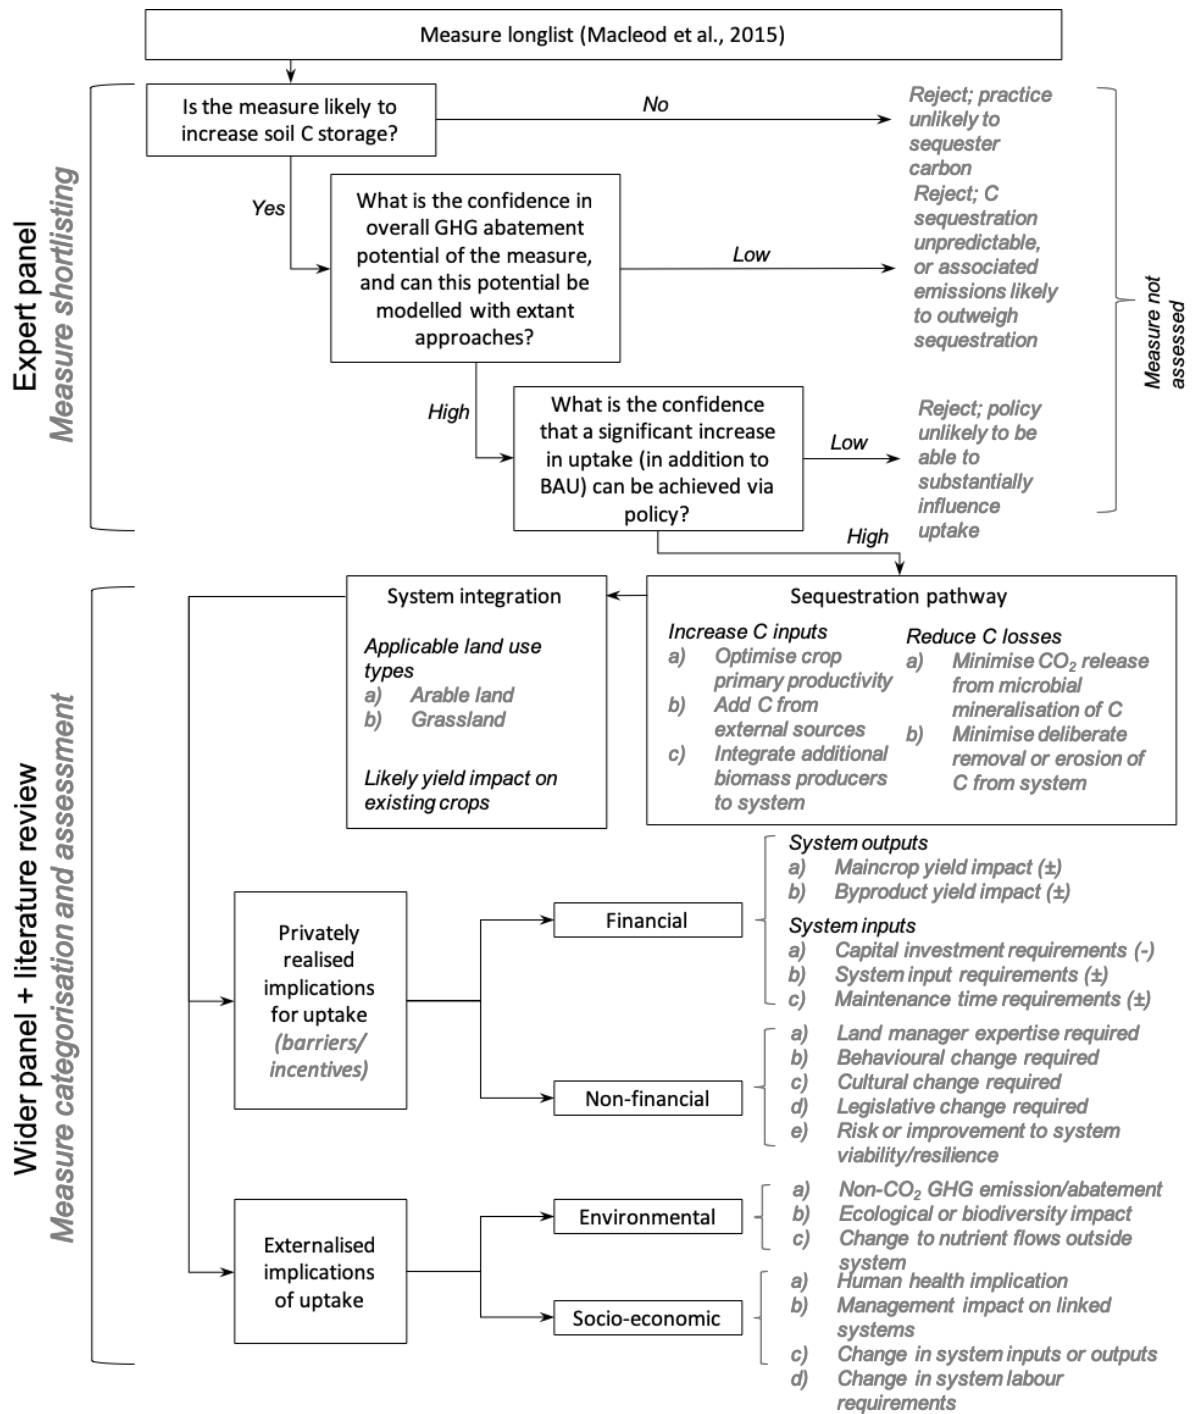 Measure longlist (Macleod et al., 2015)
Expert panel
Measure shortlisting
Is the measure likely to
increase soil C storage?
No
Reject; practice
unlikely to
sequester
carbon
Yes
What is the confidence in
overall GHG abatement
potential of the measure,
and can this potential be
modelled with extant
approaches?
Low
Reject; C
sequestration
unpredictable,
or associated
emissions likely
to outweigh
sequestration
Measure not
assessed
High
What is the confidence
that a significant increase
in uptake (in addition to
BAU) can be achieved via
policy?
Low
Reject; policy
unlikely to be
able to
substantially
influence
uptake
High
Wider panel + literature review
Measure categorisation and assessment
System integration
Applicable land use
types
a) Arable land
b) Grassland
Likely yield impact on
existing crops
Sequestration pathway
Increase C inputs
a) Optimise crop
primary productivity
b) Add C from
external sources
c) Integrate additional
biomass producers
to system
Reduce C losses
a) Minimise CO₂ release
from microbial
mineralisation of C
b) Minimise deliberate
removal or erosion of
C from system
Privately
realised
implications
for uptake
(barriers/
incentives)
Financial
System outputs
a) Maincrop yield impact (±)
b) Byproduct yield impact (±)
System inputs
a) Capital investment requirements (-)
b) System input requirements (±)
c) Maintenance time requirements (±)
Non-financial
a) Land manager expertise required
b) Behavioural change required
c) Cultural change required
d) Legislative change required
e) Risk or improvement to system
viability/resilience
Externalised
implications
of uptake
Environmental
a) Non-CO₂ GHG emission/abatement
b) Ecological or biodiversity impact
c) Change to nutrient flows outside
system
Socio-economic
a) Human health implication
b) Management impact on linked
systems
c) Change in system inputs or outputs
d) Change in system labour
requirements